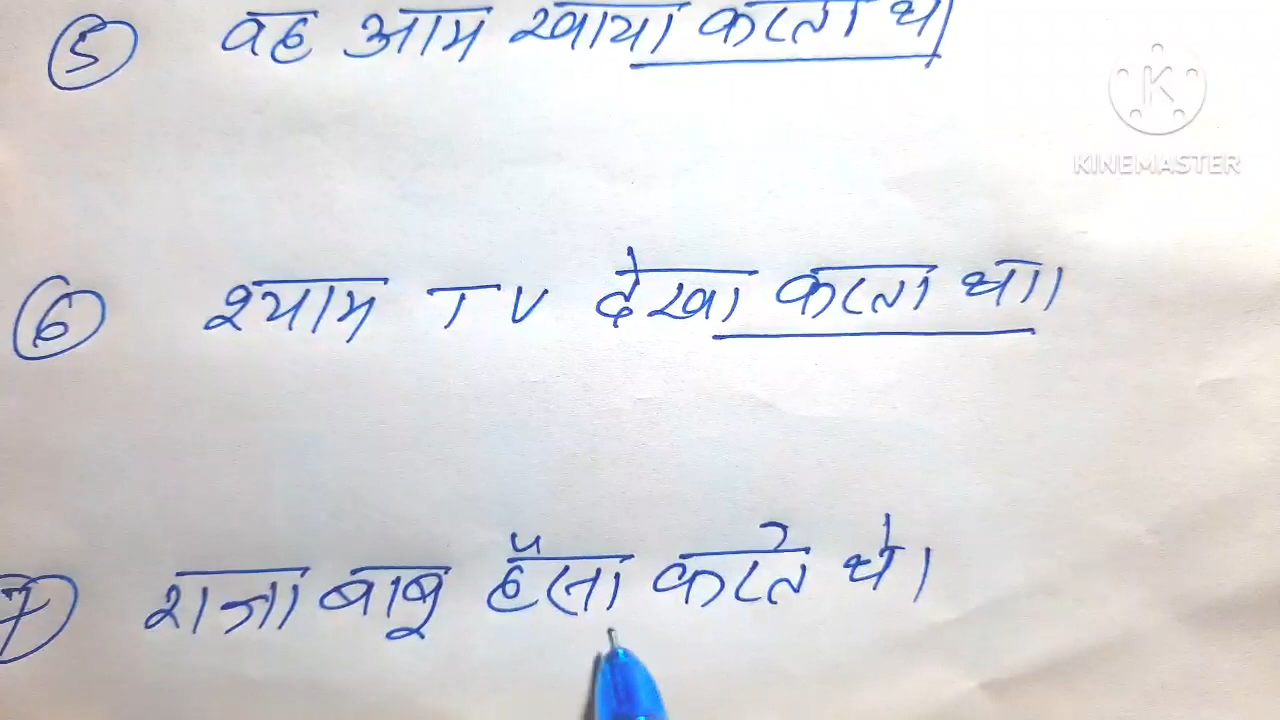 5 वह आम खाया करता था
K
KINEMASTER
6 श्याम TV देखा करता था।
7 राजा बाबु हँसा करते थे।